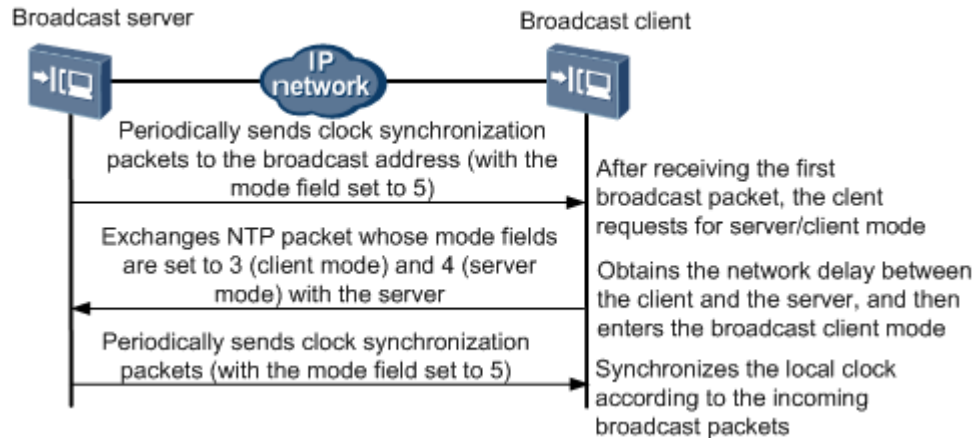 Broadcast server
Broadcast client
IP
network
Periodically sends clock synchronization
packets to the broadcast address (with the
mode field set to 5)
After receiving the first
broadcast packet, the clent
requests for server/client mode
Exchanges NTP packet whose mode fields
are set to 3 (client mode) and 4 (server
mode) with the server
Obtains the network delay between
the client and the server, and then
enters the broadcast client mode
Periodically sends clock synchronization
packets (with the mode field set to 5)
Synchronizes the local clock
according to the incoming
broadcast packets